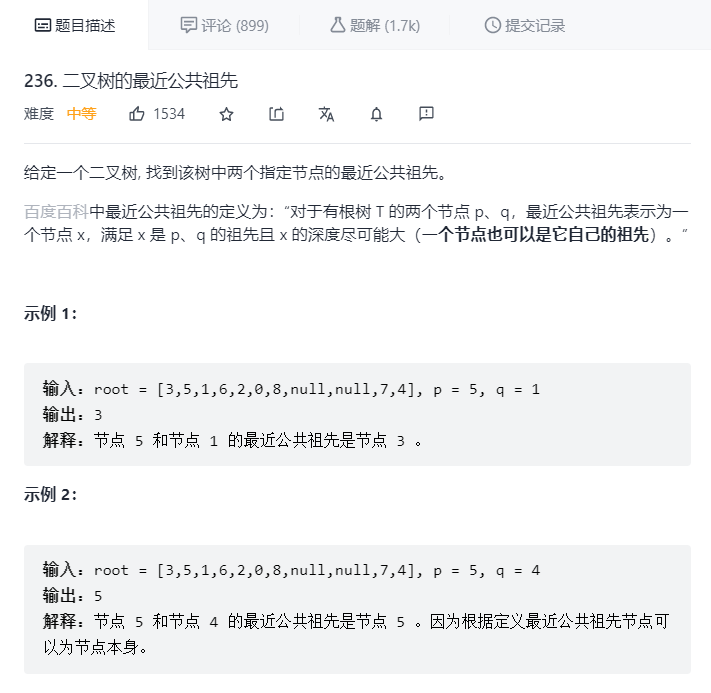 题目描述 评论 (899) 题解 (1.7k) 提交记录
236. 二叉树的最近公共祖先
难度 中等 1534
给定一个二叉树, 找到该树中两个指定节点的最近公共祖先。
百度百科中最近公共祖先的定义为：“对于有根树 T 的两个节点 p、q，最近公共祖先表示为一
个节点 x，满足 x 是 p、q 的祖先且 x 的深度尽可能大（一个节点也可以是它自己的祖先）。”
示例 1：
输入：root = [3,5,1,6,2,0,8,null,null,7,4], p = 5, q = 1
输出：3
解释：节点 5 和节点 1 的最近公共祖先是节点 3 。
示例 2：
输入：root = [3,5,1,6,2,0,8,null,null,7,4], p = 5, q = 4
输出：5
解释：节点 5 和节点 4 的最近公共祖先是节点 5 。因为根据定义最近公共祖先节点可
以为节点本身。